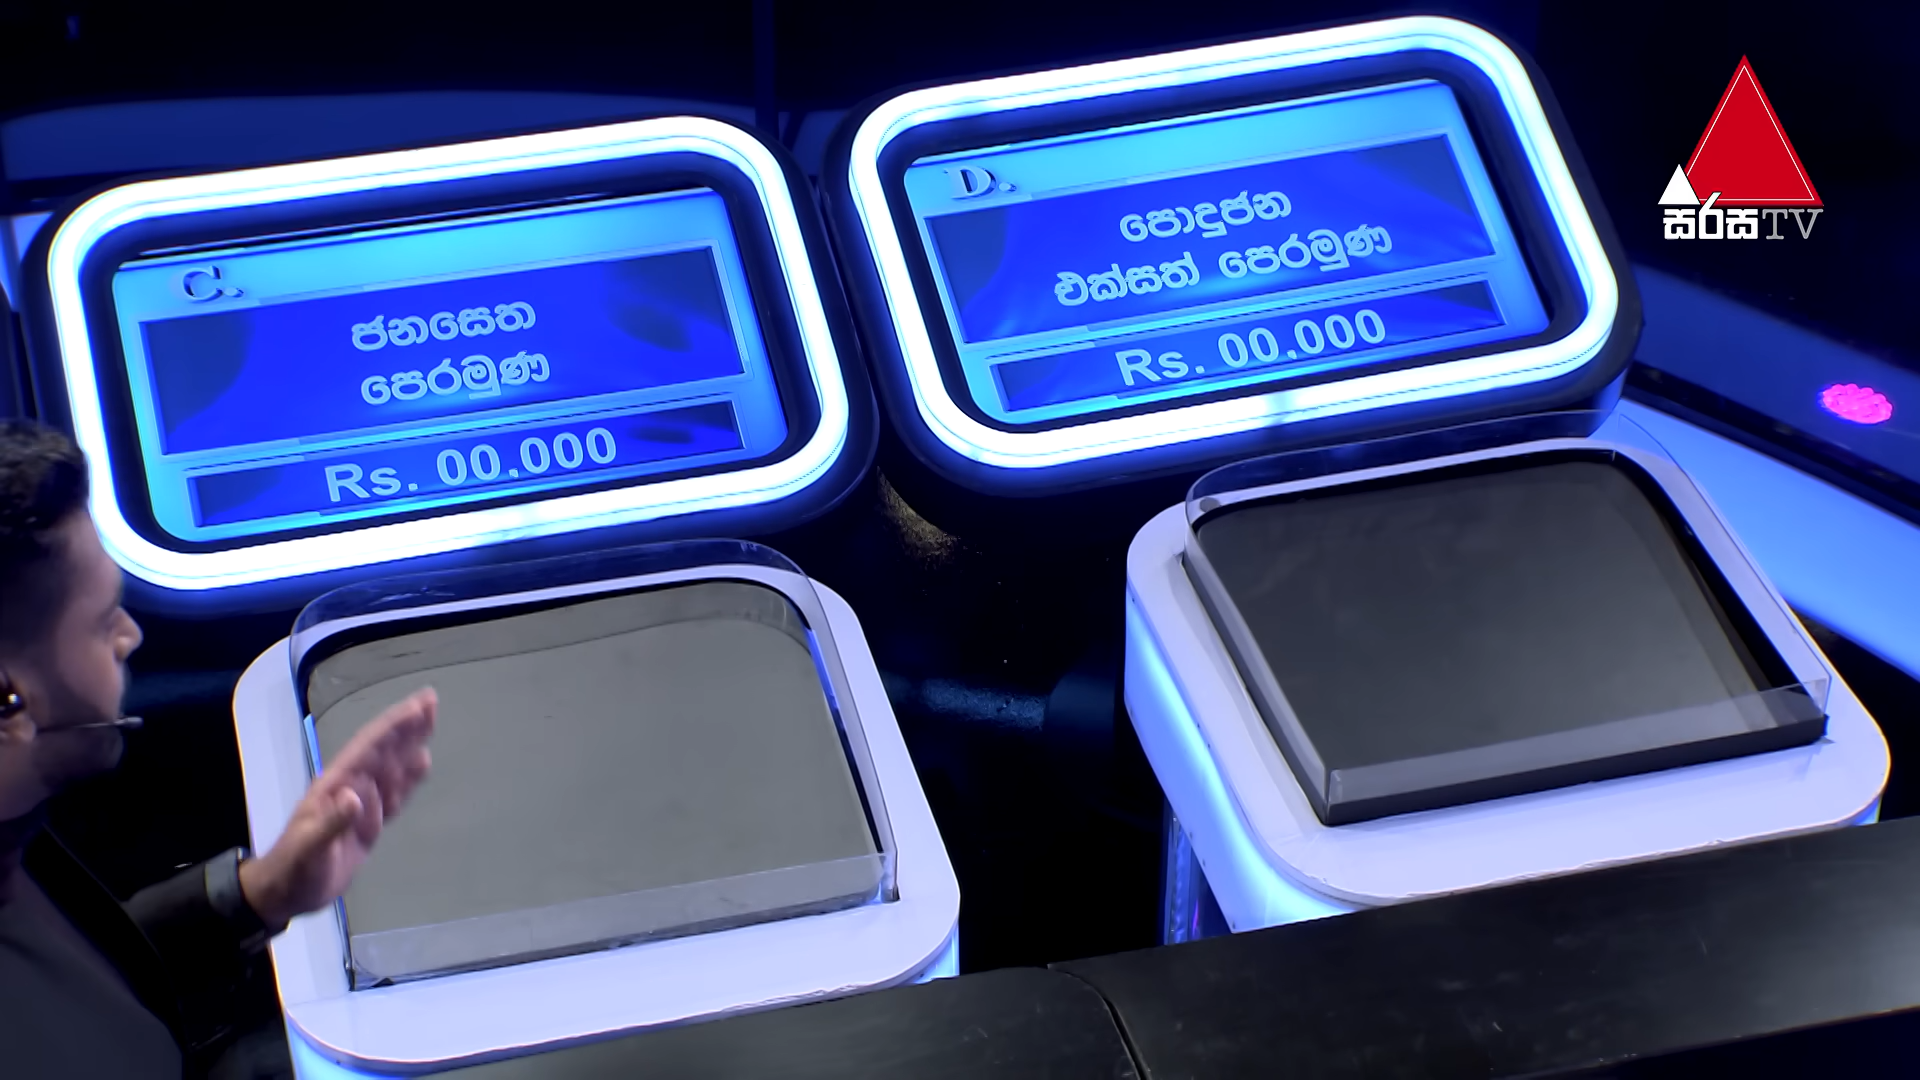 C.
ජනසෙත
පෙරමුණ
Rs. 00.000
D.
පොදුජන
එක්සත් පෙරමුණ
Rs. 00.000
සිරස TV